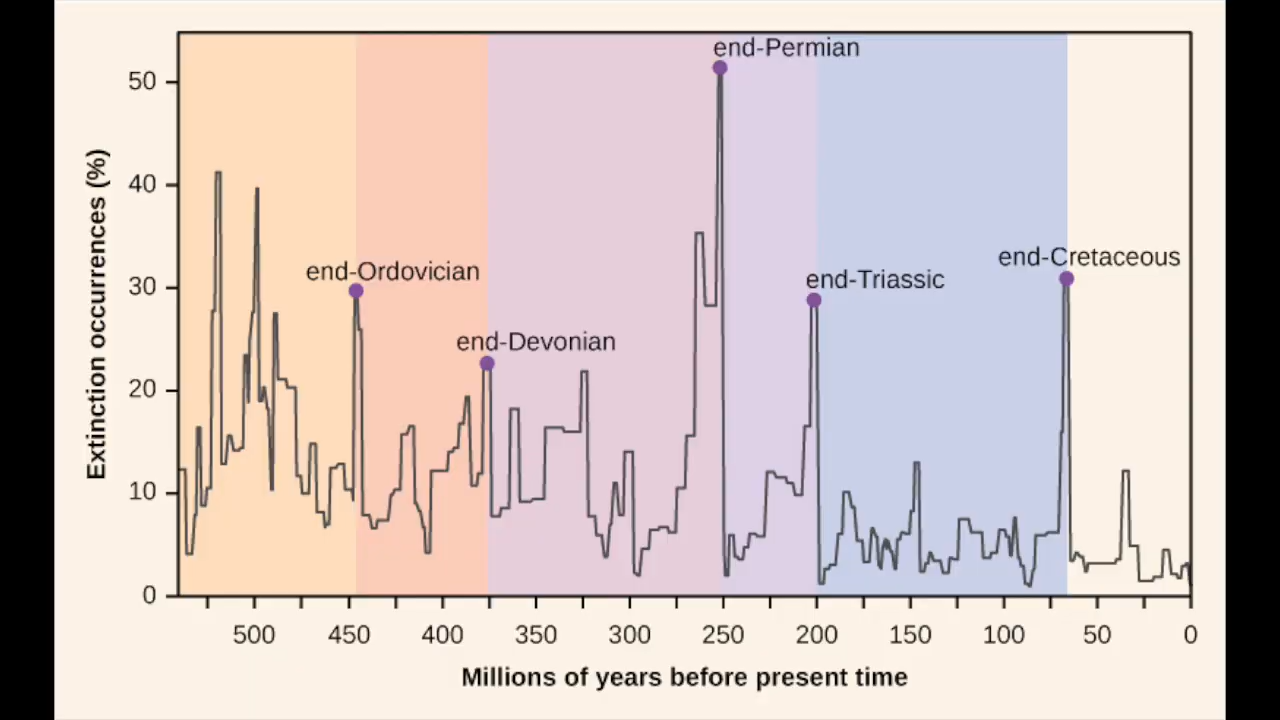 end-Permian
50
40
30
20
10
0
Extinction occurrences (%)
end-Ordovician
end-Devonian
end-Triassic
end-Cretaceous
500 450 400 350 300 250 200 150 100 50 0
Millions of years before present time